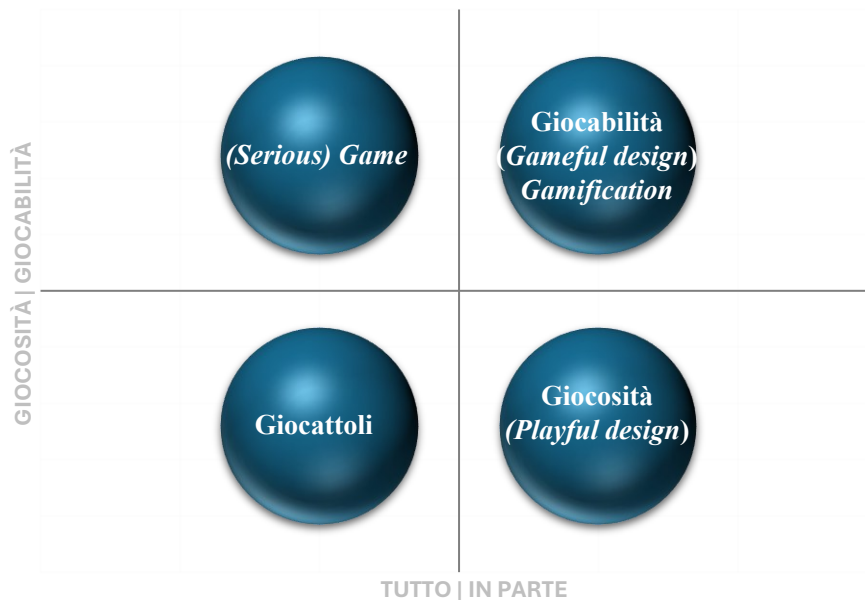 (Serious) Game
Giocabilità
(Gameful design)
Gamification
GIOCOSITÀ | GIOCABILITÀ
Giocattoli
Giocosità
(Playful design)
TUTTO | IN PARTE